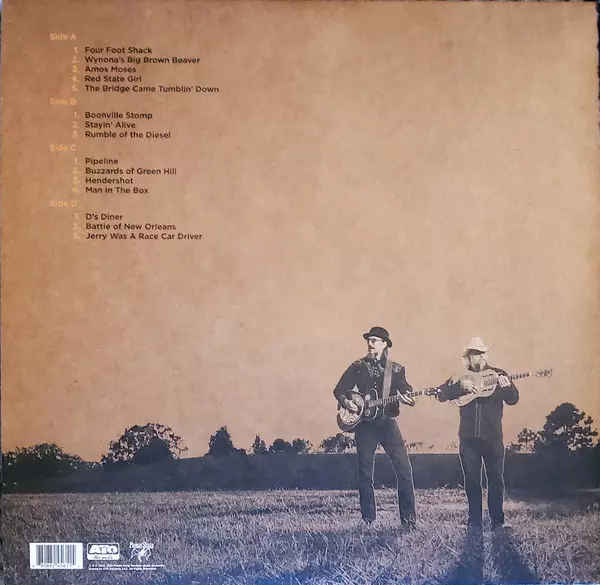 Side A
1. Four Foot Shack
2. Wynona's Big Brown Beaver
3. Amos Moses
4. Red State Girl
5. The Bridge Came Tumblin' Down
Side B
1. Boonville Stomp
2. Stayin' Alive
3. Rumble of the Diesel
Side C
1. Pipeline
2. Buzzards of Green Hill
3. Hendershot
4. Man In The Box
Side D
1. D's Diner
2. Battle of New Orleans
3. Jerry Was A Race Car Driver
ATO
Records